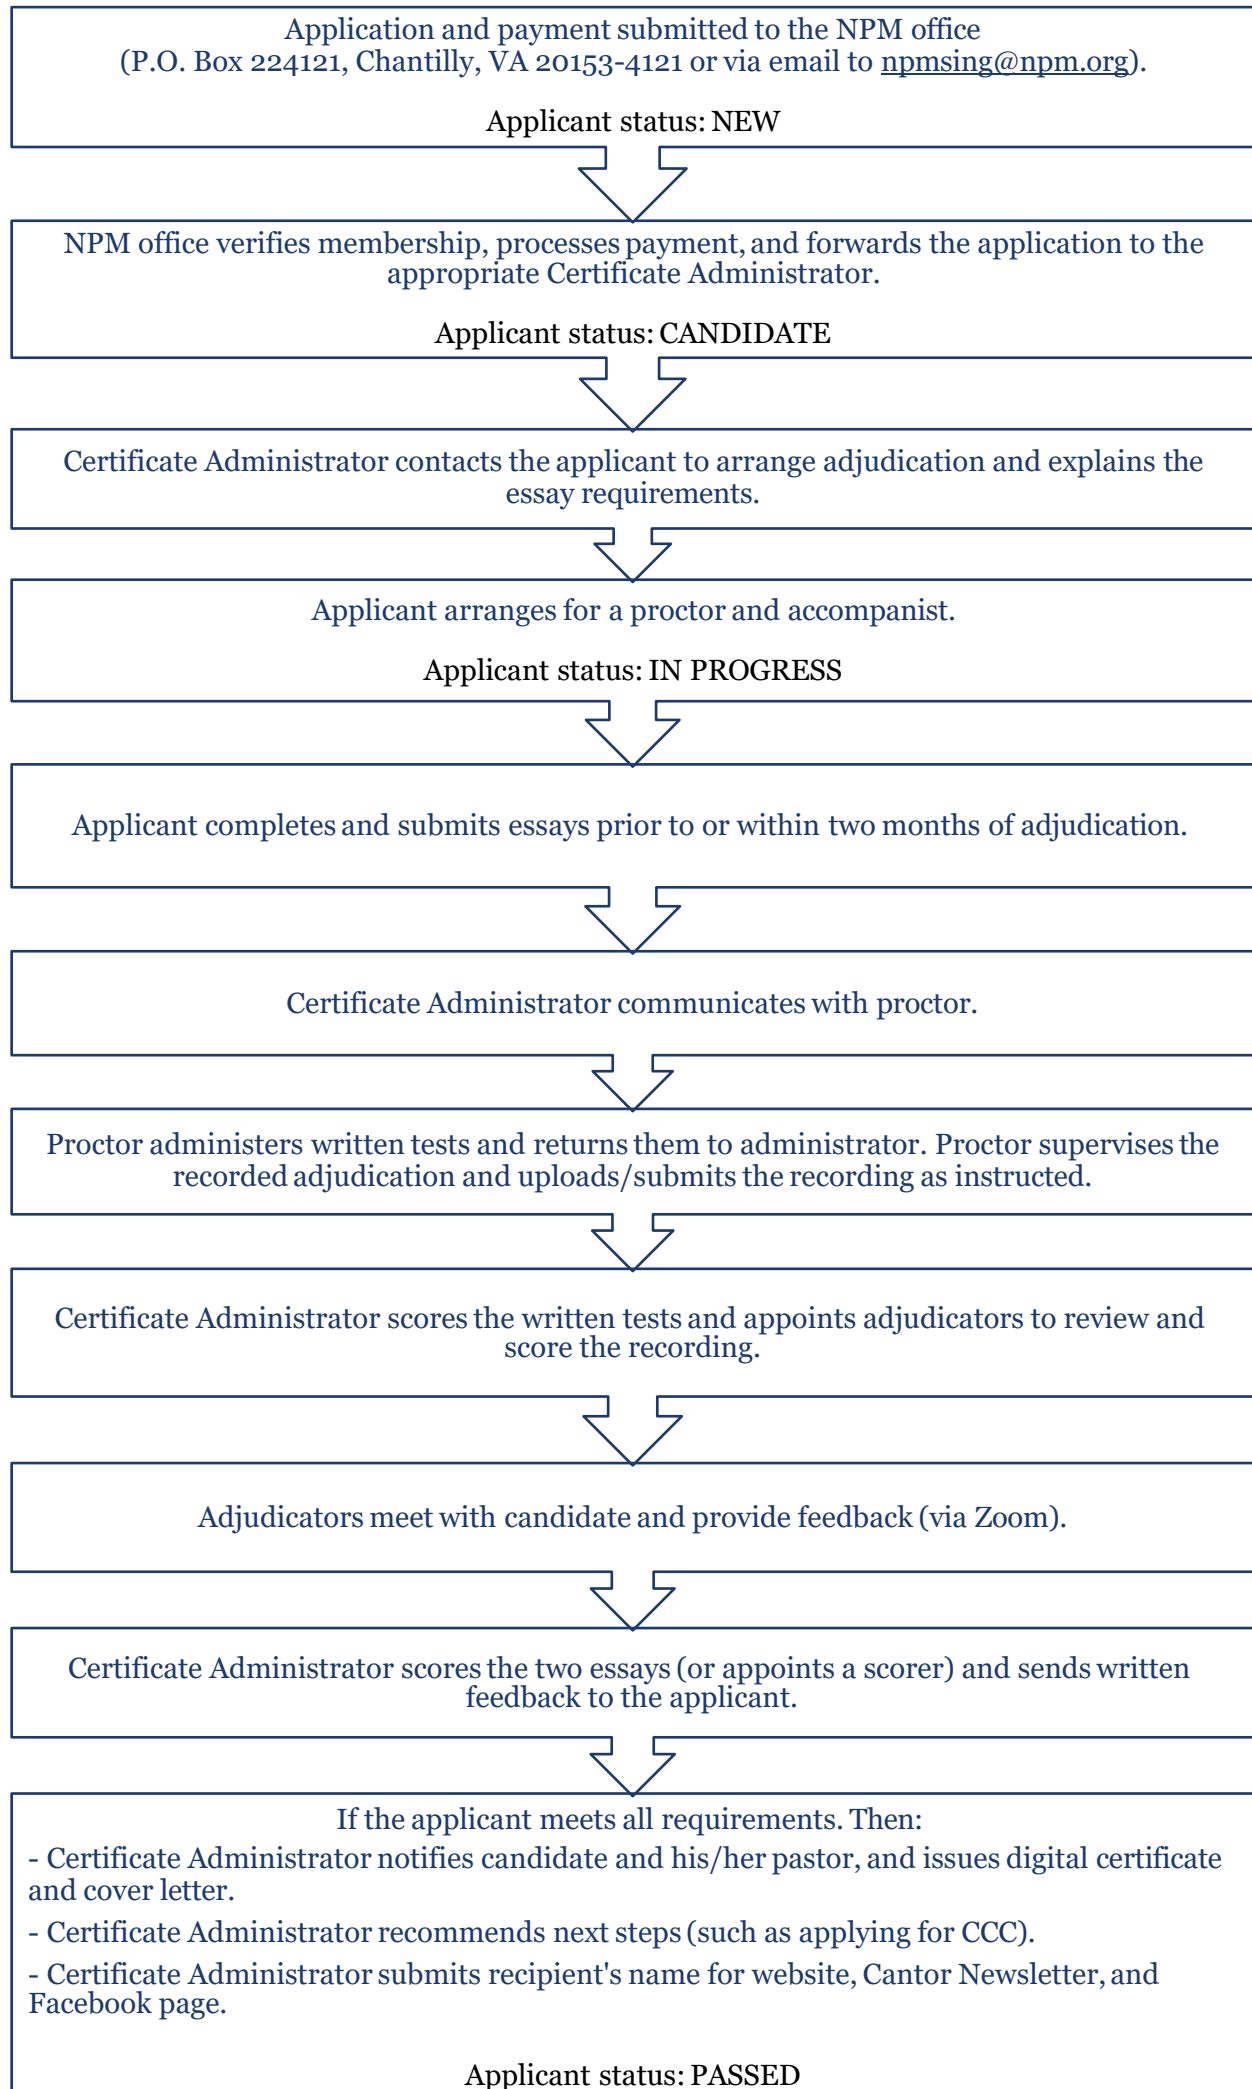 Application and payment submitted to the NPM office
(P.O. Box 224121, Chantilly, VA 20153-4121 or via email to npmsing@npm.org).
Applicant status: NEW
NPM office verifies membership, processes payment, and forwards the application to the
appropriate Certificate Administrator.
Applicant status: CANDIDATE
Certificate Administrator contacts the applicant to arrange adjudication and explains the
essay requirements.
Applicant arranges for a proctor and accompanist.
Applicant status: IN PROGRESS
Applicant completes and submits essays prior to or within two months of adjudication.
Certificate Administrator communicates with proctor.
Proctor administers written tests and returns them to administrator. Proctor supervises the
recorded adjudication and uploads/submits the recording as instructed.
Certificate Administrator scores the written tests and appoints adjudicators to review and
score the recording.
Adjudicators meet with candidate and provide feedback (via Zoom).
Certificate Administrator scores the two essays (or appoints a scorer) and sends written
feedback to the applicant.
If the applicant meets all requirements. Then:
- Certificate Administrator notifies candidate and his/her pastor, and issues digital certificate
and cover letter.
- Certificate Administrator recommends next steps (such as applying for CCC).
- Certificate Administrator submits recipient's name for website, Cantor Newsletter, and
Facebook page.
Applicant status: PASSED